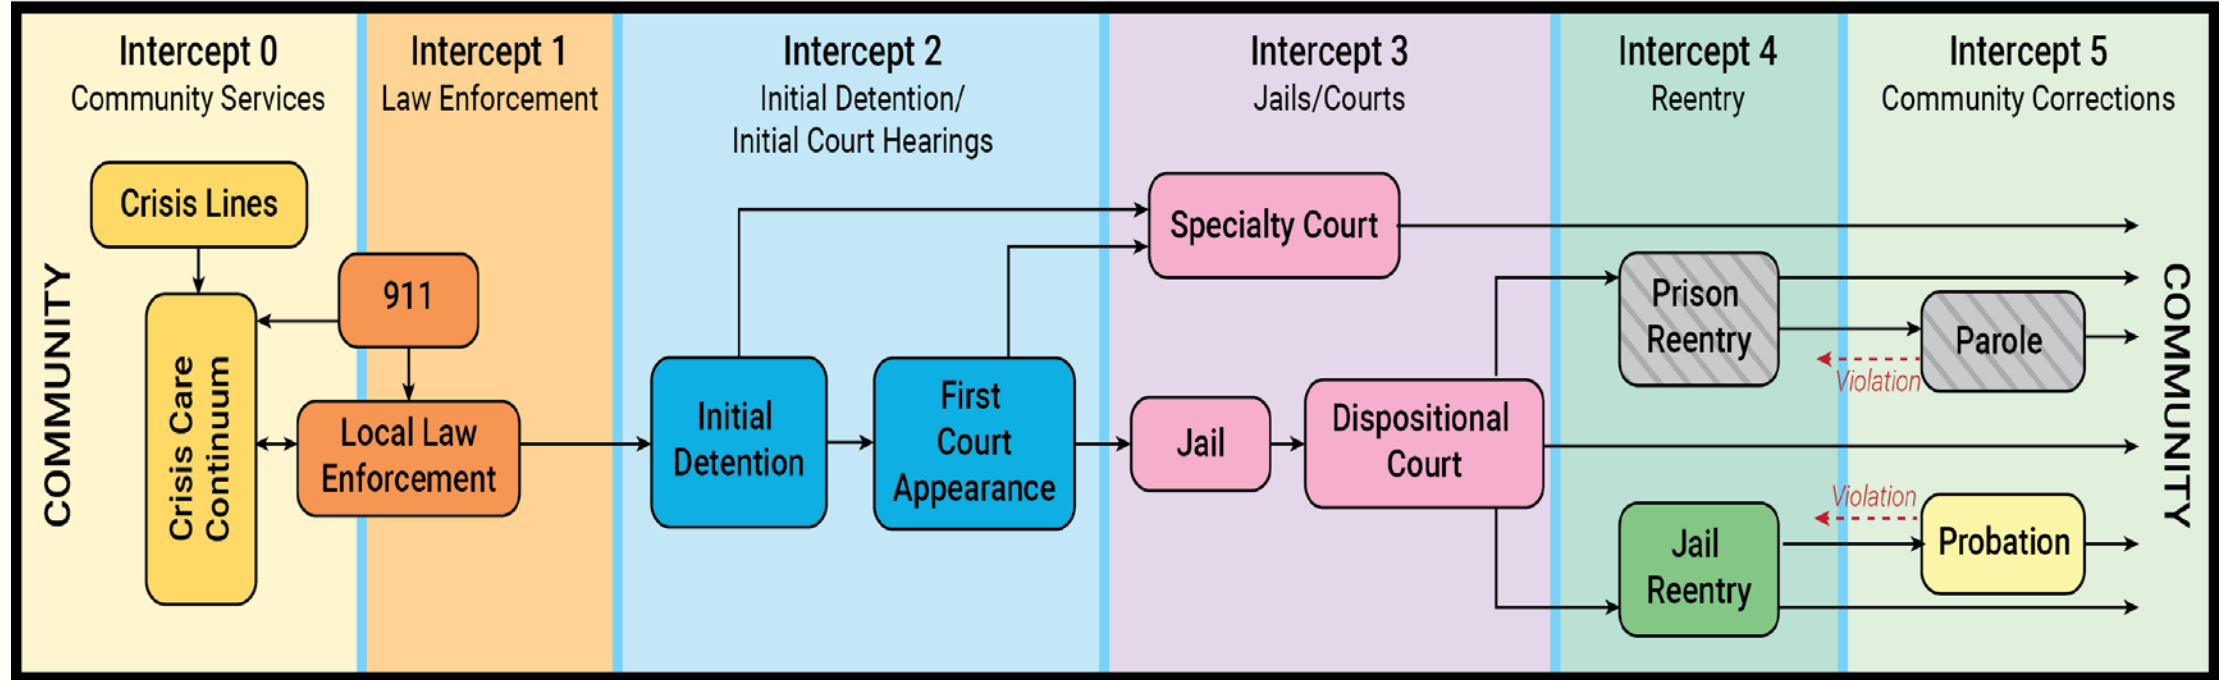 Intercept 0
Community Services
Intercept 1
Law Enforcement
Intercept 2
Initial Detention/
Initial Court Hearings
Intercept 3
Jails/Courts
Intercept 4
Reentry
Intercept 5
Community Corrections
COMMUNITY
Crisis Lines
Crisis Care
Continuum
911
Local Law
Enforcement
Initial
Detention
First
Court
Appearance
Specialty Court
Jail
Dispositional
Court
Prison
Reentry
Parole
Violation
Violation
Jail
Reentry
Probation
COMMUNITY